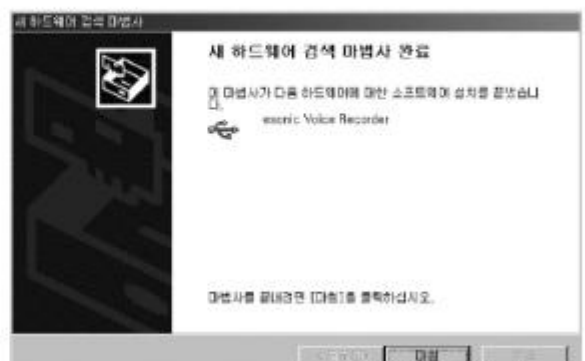 새 하드웨어 검색 마법사
새 하드웨어 검색 마법사 완료
이 마법사가 다음 하드웨어에 대한 소프트웨어 설치를 끝냈습니
다.
esonic Voice Recorder
마법사를 끝내려면 [마침]을 클릭하십시오.
마침